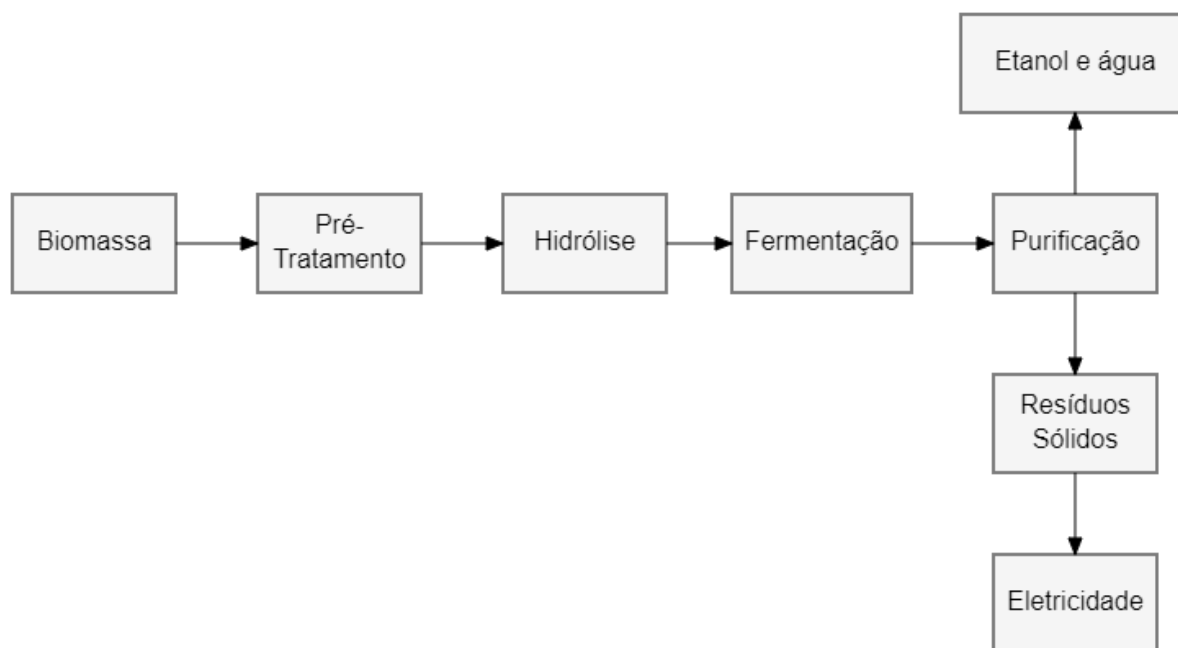 Etanol e água
Biomassa
Pré-
Tratamento
Hidrólise
Fermentação
Purificação
Resíduos
Sólidos
Eletricidade